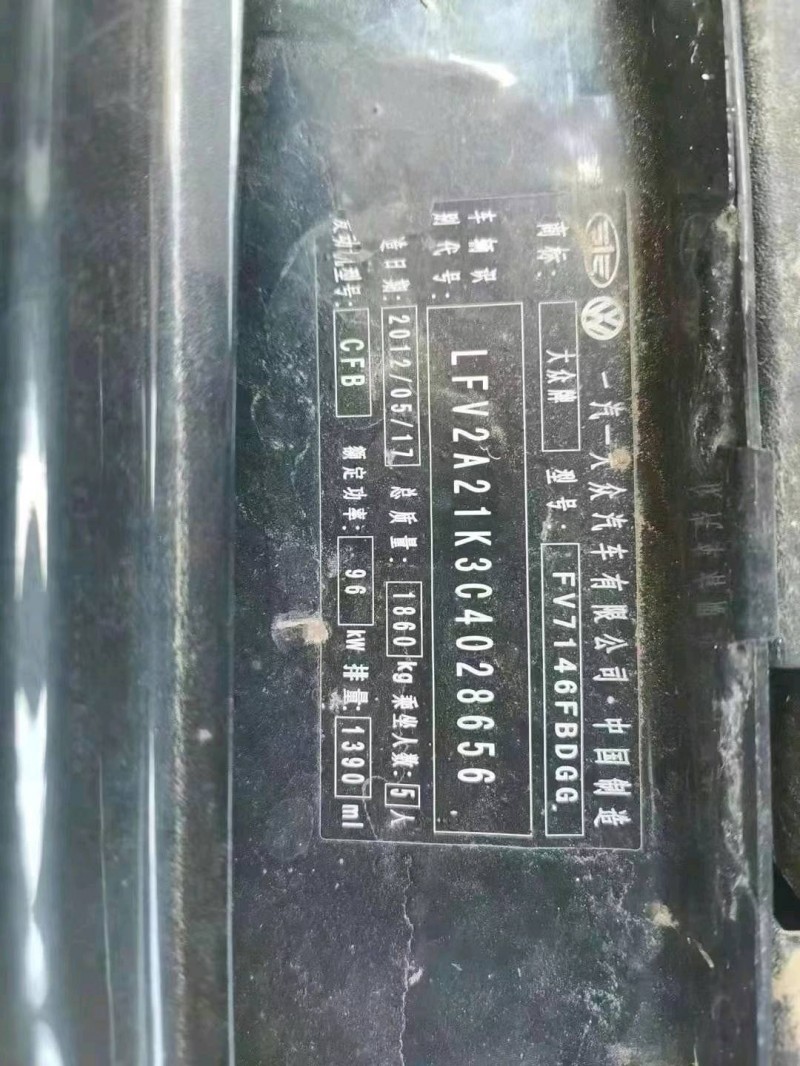 一汽一大众汽车有限公司·中国制造
商标: 大众牌 型号: FV7146FBDGG
车辆识别代号: LFV2A21K3C4028656
造日期: 2012/05/17 总质量: 1860 kg 乘坐人数: 5 人
发动机型号: CFB 额定功率: 96 kW 排量: 1390 ml